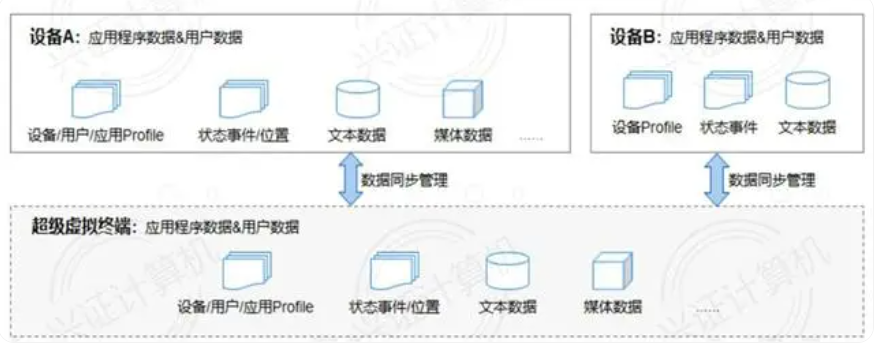 设备A：应用程序数据&用户数据
设备/用户/应用Profile 状态事件/位置 文本数据 媒体数据 ……
设备B：应用程序数据&用户数据
设备Profile 状态事件 文本数据
数据同步管理 数据同步管理
超级虚拟终端：应用程序数据&用户数据
设备/用户/应用Profile 状态事件/位置 文本数据 媒体数据 ……
兴证计算机